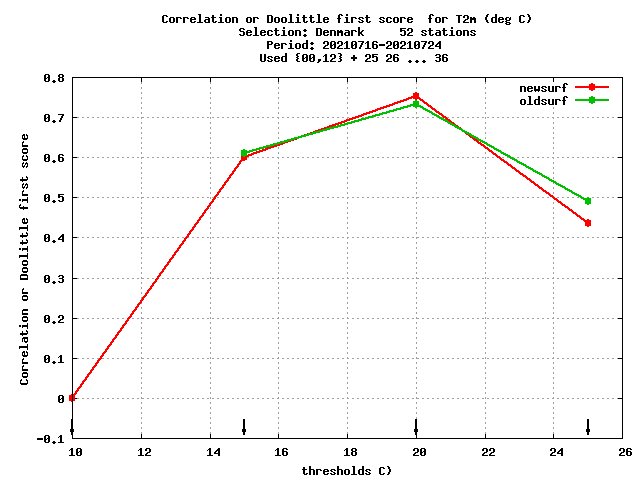 Correlation or Doolittle first score  for T2m (deg C)
Selection: Denmark     52 stations
Period: 20210716-20210724
Used {00,12} + 25 26 ... 36
newsurf
oldsurf
Correlation or Doolittle first score
0.8
0.7
0.6
0.5
0.4
0.3
0.2
0.1
0
-0.1
10 12 14 16 18 20 22 24 26
thresholds C)